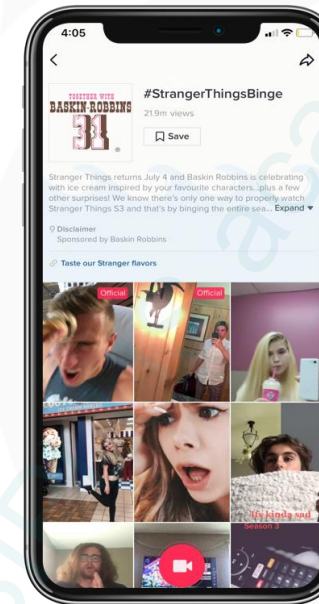 4:05
TOGETHER WITH
BASKIN-ROBBINS
31
#StrangerThingsBinge
21.9m views
Save
Stranger Things returns July 4 and Baskin Robbins is celebrating
with ice cream inspired by your favourite characters...plus a few
other surprises! We know there's only one way to properly watch
Stranger Things S3 and that's by binging the entire sea... Expand
Disclaimer
Sponsored by Baskin Robbins
Taste our Stranger flavors
Official
Official
It's kinda sad
Season 3